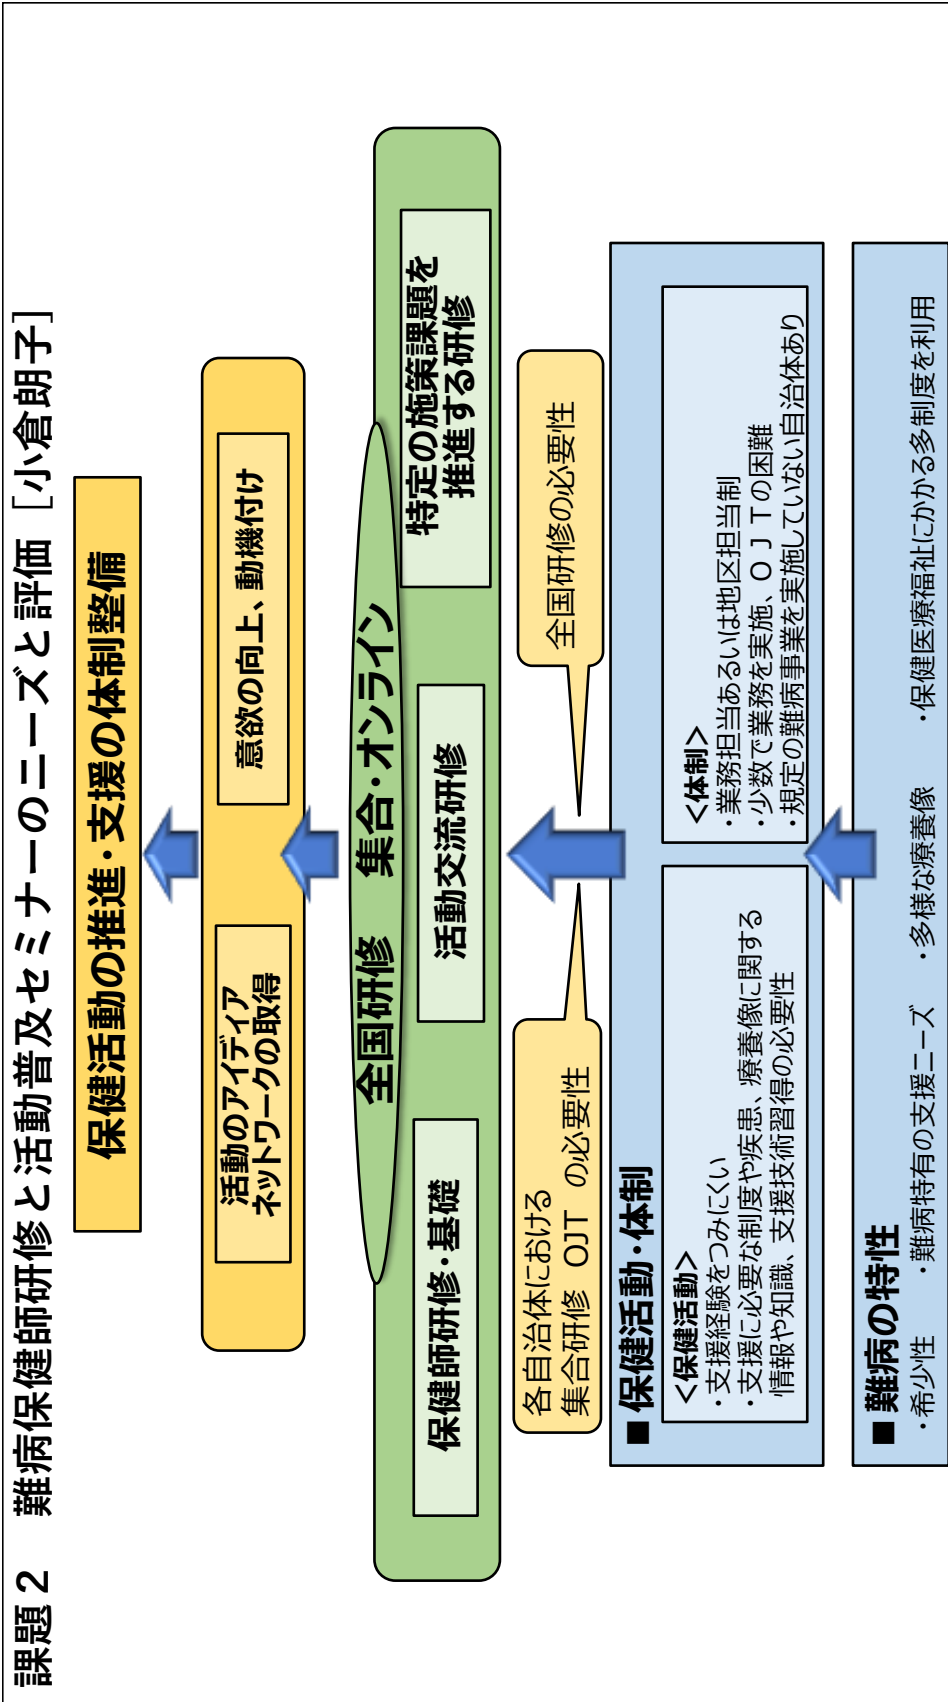 課題２　難病保健師研修と活動普及セミナーのニーズと評価［小倉朗子］
保健活動の推進・支援の体制整備
活動のアイディア
ネットワークの取得
意欲の向上、動機付け
全国研修　集合・オンライン
保健師研修・基礎
活動交流研修
特定の施策課題を
推進する研修
各自治体における
集合研修　OJT　の必要性
全国研修の必要性
■ 保健活動・体制
<保健活動>
・支援経験をつみにくい
・支援に必要な制度や疾患、療養像に関する
情報や知識、支援技術習得の必要性
<体制>
・業務担当あるいは地区担当制
・少数で業務を実施、ＯＪＴの困難
・規定の難病事業を実施していない自治体あり
■ 難病の特性
・希少性　・難病特有の支援ニーズ　・多様な療養像　・保健医療福祉にかかる多制度を利用